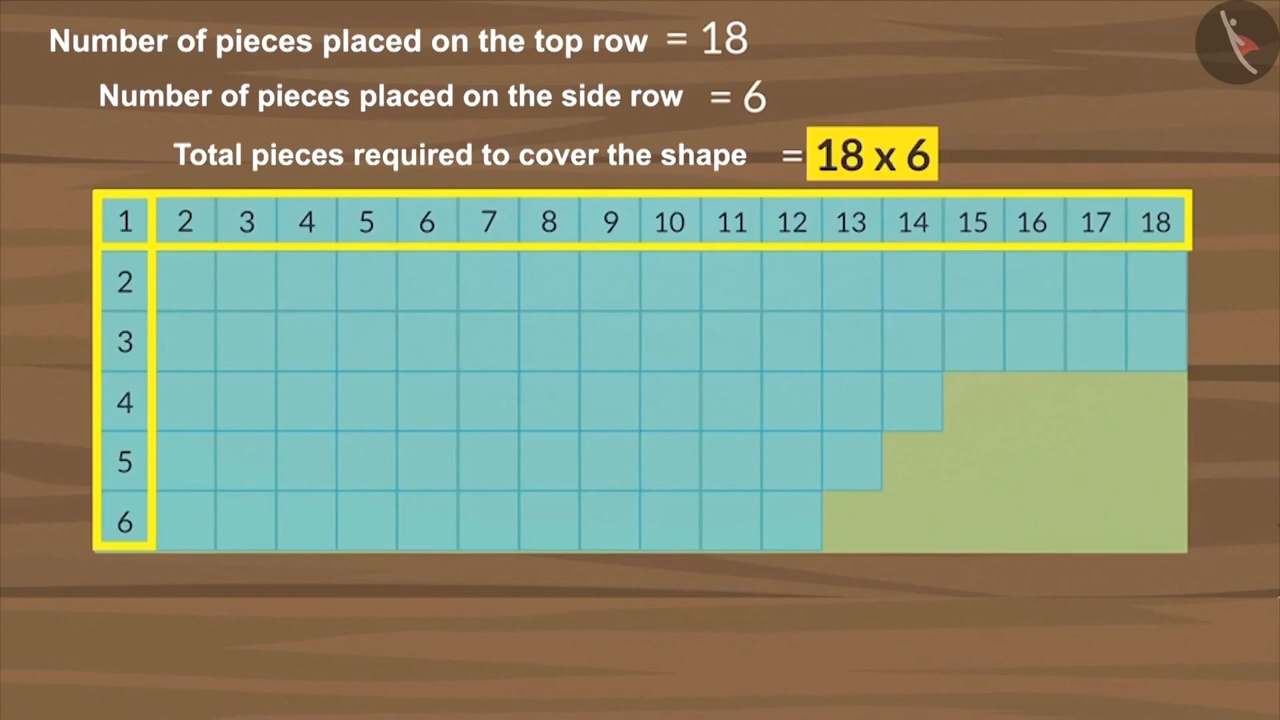 Number of pieces placed on the top row = 18
Number of pieces placed on the side row = 6
Total pieces required to cover the shape = 18 x 6
1 2 3 4 5 6 7 8 9 10 11 12 13 14 15 16 17 18
2
3
4
5
6